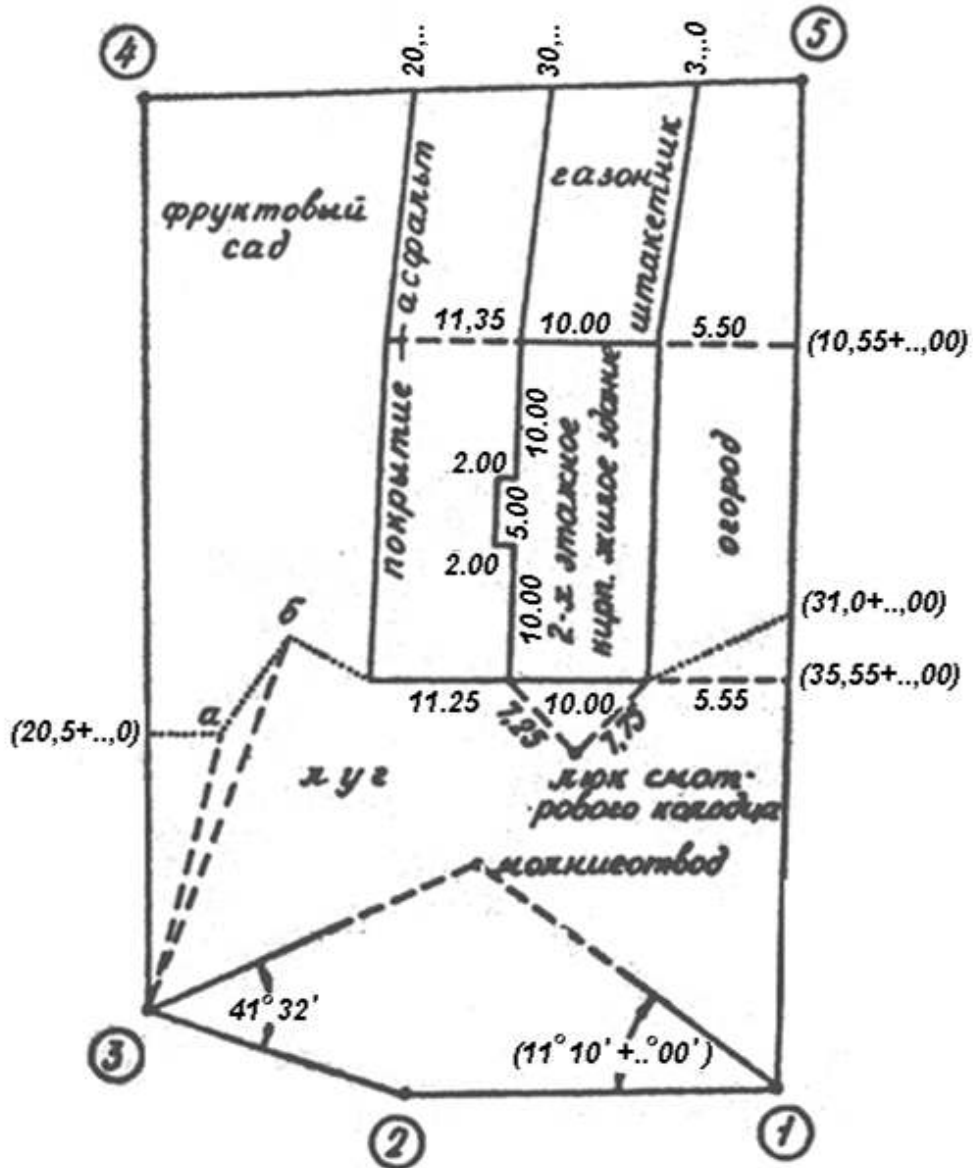 4
5
20,..
30,..
3.,.0
фруктовый
сад
покрытие — асфальт
газон
штакетник
11,35
10.00
5.50
(10,55+..,00)
10.00
2.00
5.00
2.00
10.00
2-х этажное
кирп. жилое здание
огород
(31,0+..,00)
(35,55+..,00)
б
а
(20,5+..,0)
11.25
10.00
5.55
7,25
7,75
луг
люк смот-
рового колодца
молниеотвод
41°32'
(11°10'+..°00')
3
2
1